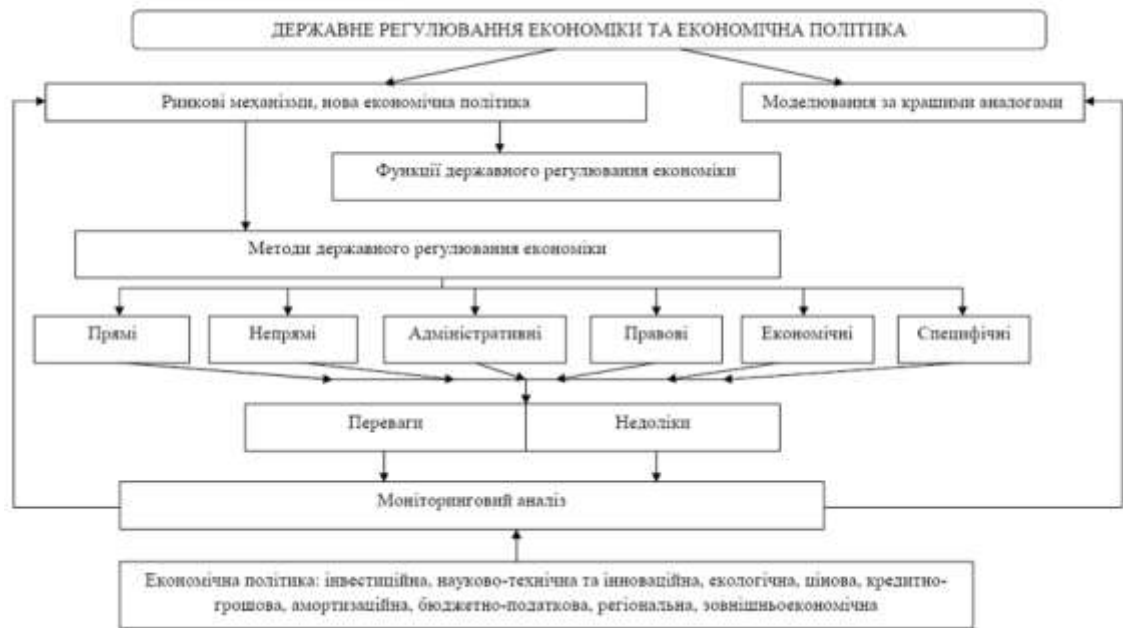 ДЕРЖАВНЕ РЕГУЛЮВАННЯ ЕКОНОМІКИ ТА ЕКОНОМІЧНА ПОЛІТИКА
Ринкові механізми, нова економічна політика
Моделювання за кращими аналогами
Функції державного регулювання економіки
Методи державного регулювання економіки
Прямі
Непрямі
Адміністративні
Правові
Економічні
Специфічні
Переваги
Недоліки
Моніторинговий аналіз
Економічна політика: інвестиційна, науково-технічна та інноваційна, екологічна, цінова, кредитно-
грошова, амортизаційна, бюджетно-податкова, регіональна, зовнішньоекономічна